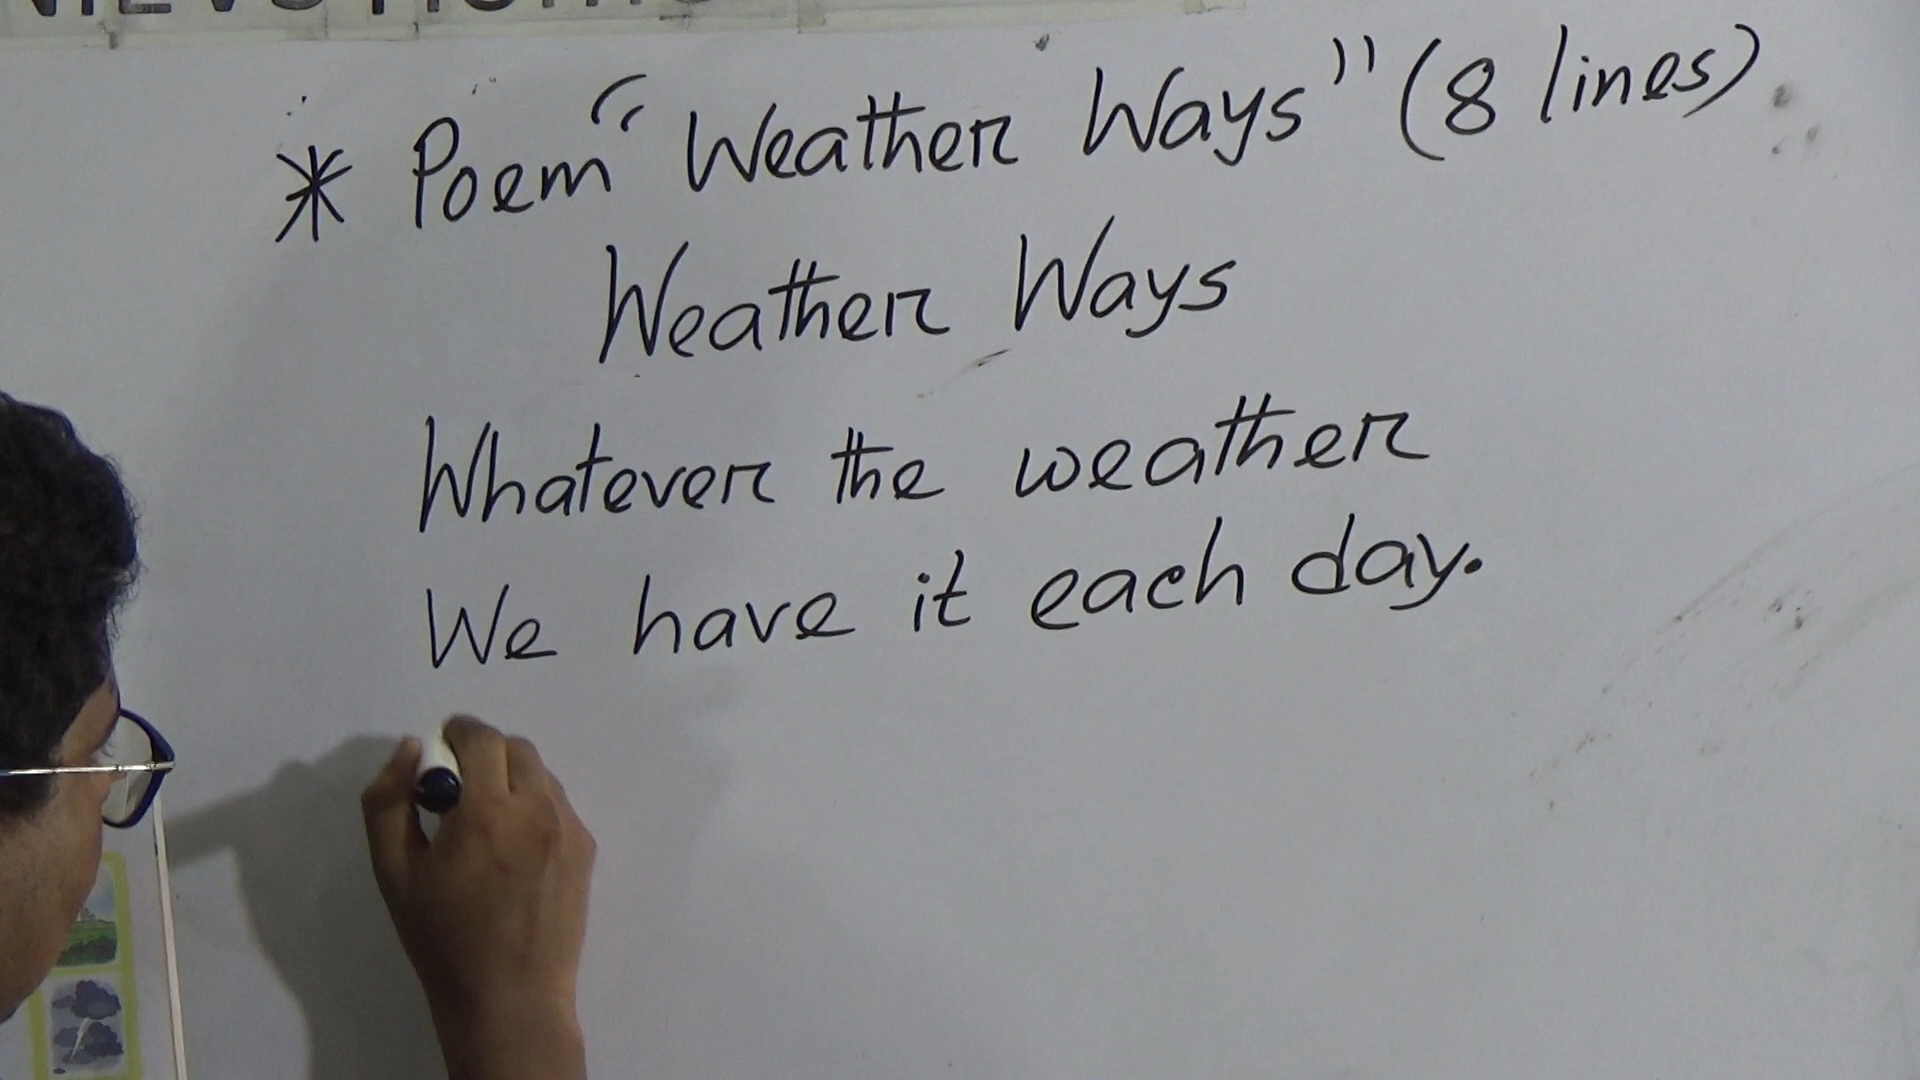 * Poem "Weather Ways" (8 lines)
Weather Ways
Whatever the weather
We have it each day.